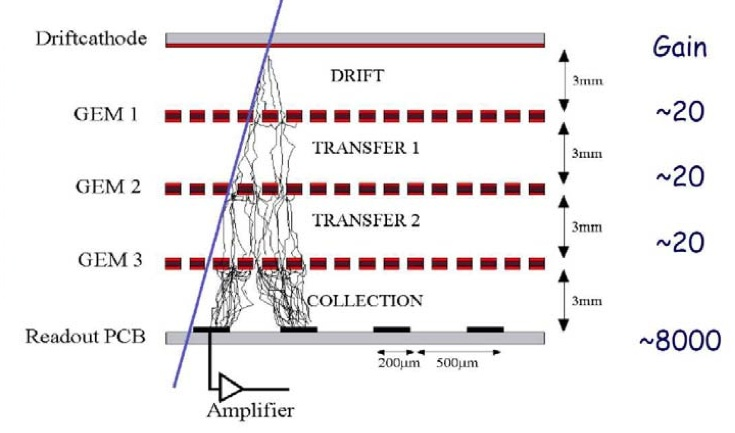 Driftcathode
Gain
DRIFT
3mm
GEM 1
~20
TRANSFER 1
3mm
GEM 2
~20
TRANSFER 2
3mm
~20
GEM 3
COLLECTION
3mm
Readout PCB
~8000
200μm 500μm
Amplifier